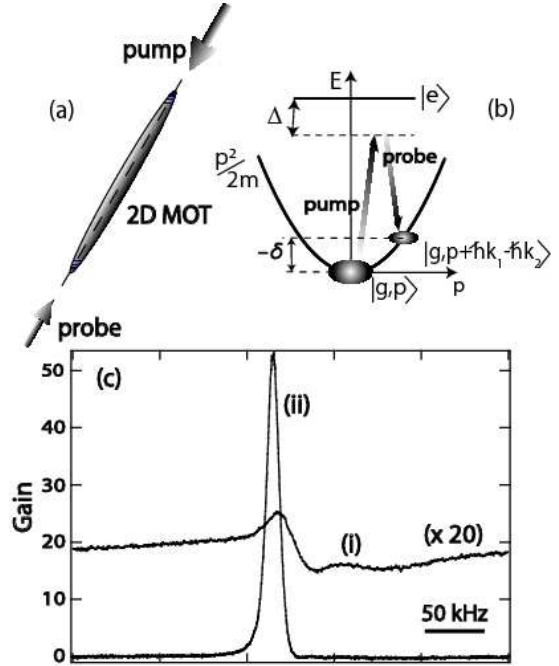 pump
(a)
2D MOT
probe
E
|e⟩
(b)
Δ
p²/2m
pump
probe
−δ
|g,p+ħk₁-ħk₂⟩
|g,p⟩
p
(c)
(ii)
(i)
(x 20)
50 kHz
Gain
50
40
30
20
10
0